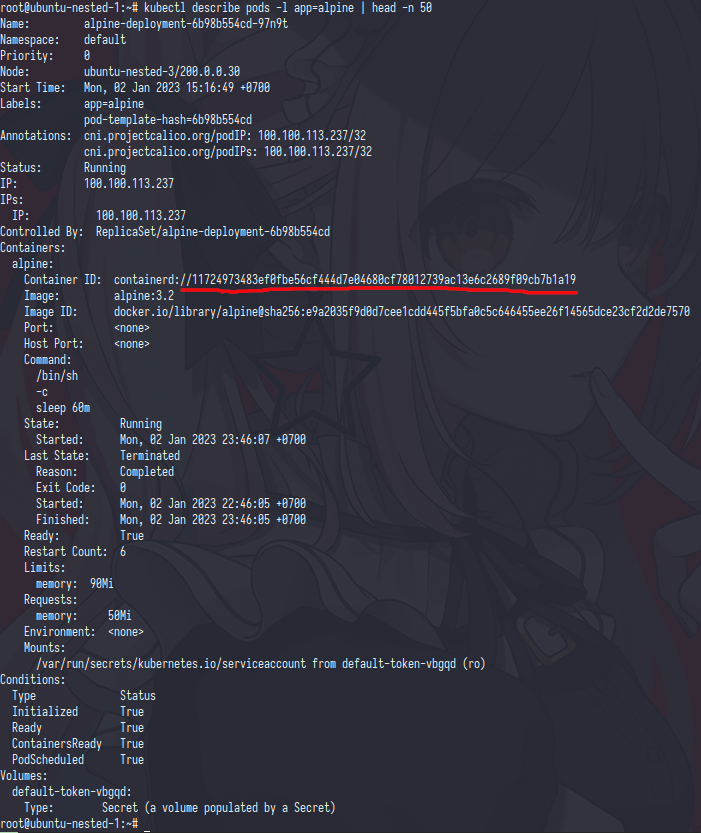 root@ubuntu-nested-1:~# kubectl describe pods -l app=alpine | head -n 50
Name:         alpine-deployment-6b98b554cd-97n9t
Namespace:    default
Priority:     0
Node:         ubuntu-nested-3/200.0.0.30
Start Time:   Mon, 02 Jan 2023 15:16:49 +0700
Labels:       app=alpine
              pod-template-hash=6b98b554cd
Annotations:  cni.projectcalico.org/podIP: 100.100.113.237/32
              cni.projectcalico.org/podIPs: 100.100.113.237/32
Status:       Running
IP:           100.100.113.237
IPs:
  IP:           100.100.113.237
Controlled By:  ReplicaSet/alpine-deployment-6b98b554cd
Containers:
  alpine:
    Container ID:  containerd://11724973483ef0fbe56cf444d7e04680cf78012739ac13e6c2689f09cb7b1a19
    Image:         alpine:3.2
    Image ID:      docker.io/library/alpine@sha256:e9a2035f9d0d7cee1cdd445f5bfa0c5c646455ee26f14565dce23cf2d2de7570
    Port:          <none>
    Host Port:     <none>
    Command:
      /bin/sh
      -c
      sleep 60m
    State:          Running
      Started:      Mon, 02 Jan 2023 23:46:07 +0700
    Last State:     Terminated
      Reason:       Completed
      Exit Code:    0
      Started:      Mon, 02 Jan 2023 22:46:05 +0700
      Finished:     Mon, 02 Jan 2023 23:46:05 +0700
    Ready:          True
    Restart Count:  6
    Limits:
      memory:  90Mi
    Requests:
      memory:     50Mi
    Environment:  <none>
    Mounts:
      /var/run/secrets/kubernetes.io/serviceaccount from default-token-vbgqd (ro)
Conditions:
  Type              Status
  Initialized       True
  Ready             True
  ContainersReady   True
  PodScheduled      True
Volumes:
  default-token-vbgqd:
    Type:        Secret (a volume populated by a Secret)
root@ubuntu-nested-1:~#